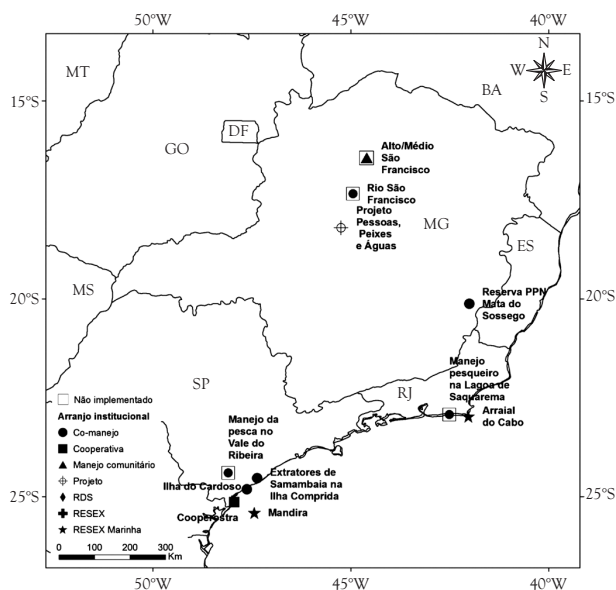 50°W
45°W
40°W
N
W
E
S
MT
BA
15°S
15°S
DF
GO
Alto/Médio
São
Francisco
Rio São
Francisco
Projeto
Pessoas,
Peixes
e Águas
MG
ES
MS
Reserva PPN
Mata do
Sossego
20°S
20°S
SP
Manejo
pesqueiro
na Lagoa de
Saquarema
RJ
Arraial
do Cabo
Não implementado
Arranjo institucional
Co-manejo
Cooperativa
Manejo comunitário
Projeto
RDS
RESEX
RESEX Marinha
Manejo da
pesca no
Vale do
Ribeira
Extratores de
Samambaia na
Ilha Comprida
Ilha do Cardoso
Cooperostra
Mandira
25°S
25°S
0 100 200 300
Km
50°W
45°W
40°W